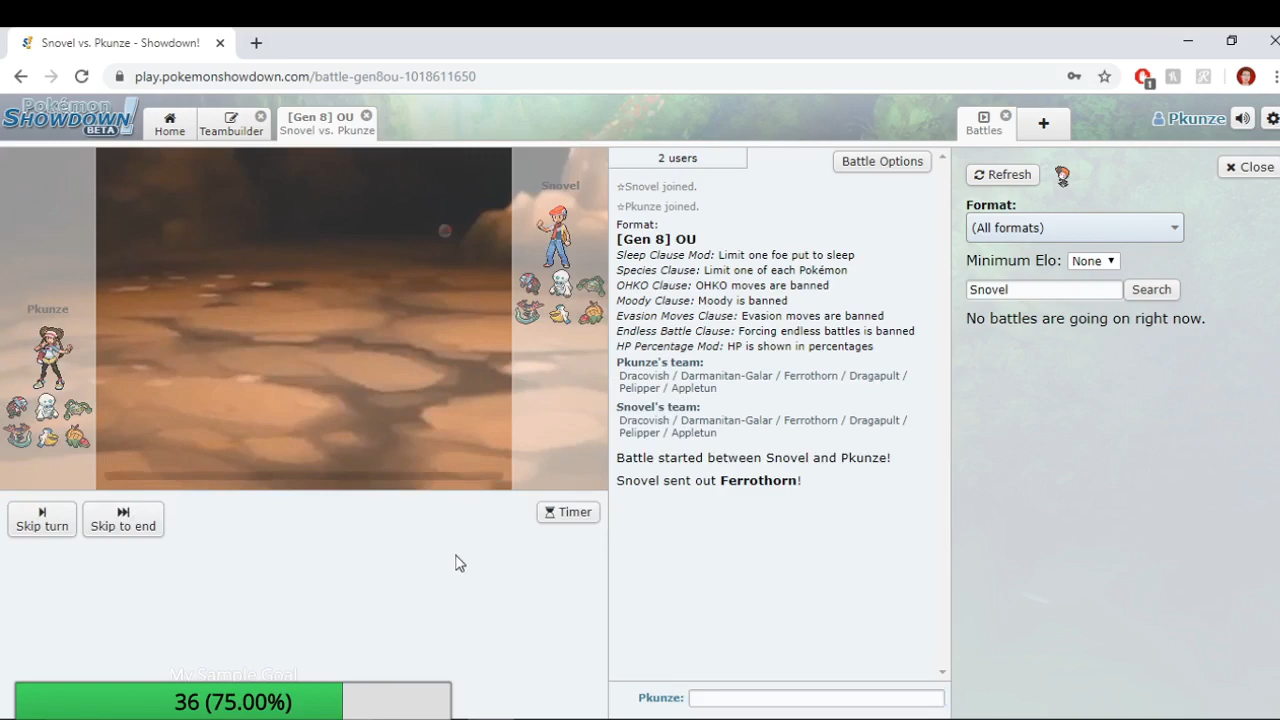 Snovel vs. Pkunze - Showdown!
play.pokemonshowdown.com/battle-gen8ou-1018611650
1
Pokémon
SHOWDOWN!
BETA
Home
Teambuilder
[Gen 8] OU
Snovel vs. Pkunze
Battles
Pkunze
2 users
Battle Options
Refresh
Close
Snovel
Pkunze
☆Snovel joined.
☆Pkunze joined.
Format:
[Gen 8] OU
Sleep Clause Mod: Limit one foe put to sleep
Species Clause: Limit one of each Pokémon
OHKO Clause: OHKO moves are banned
Moody Clause: Moody is banned
Evasion Moves Clause: Evasion moves are banned
Endless Battle Clause: Forcing endless battles is banned
HP Percentage Mod: HP is shown in percentages
Pkunze's team:
Dracovish / Darmanitan-Galar / Ferrothorn / Dragapult /
Pelipper / Appletun
Snovel's team:
Dracovish / Darmanitan-Galar / Ferrothorn / Dragapult /
Pelipper / Appletun
Battle started between Snovel and Pkunze!
Snovel sent out Ferrothorn!
Format:
(All formats)
Minimum Elo: None
Snovel
Search
No battles are going on right now.
Skip turn
Skip to end
Timer
My Sample Goal
36 (75.00%)
Pkunze: